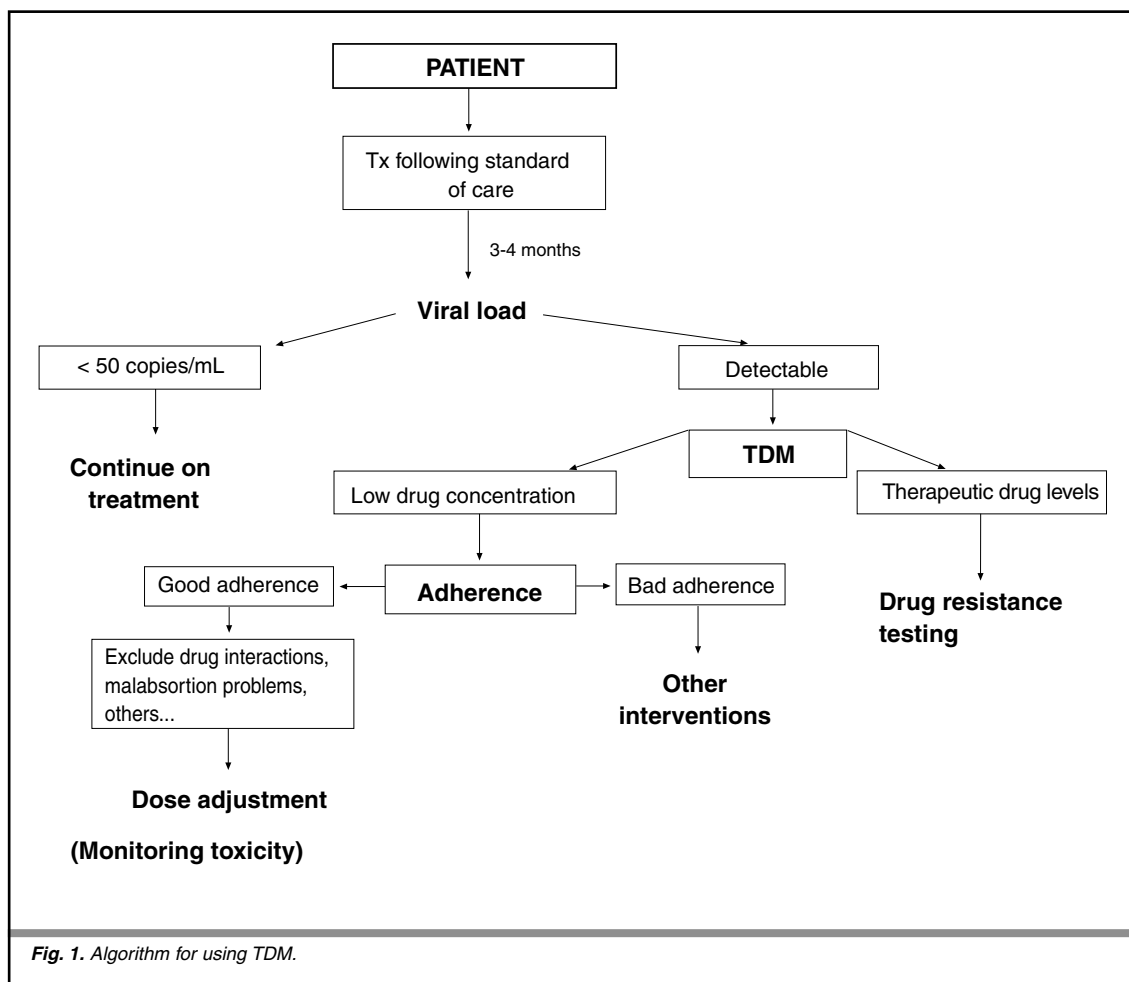 PATIENT
Tx following standard
of care
3-4 months
Viral load
< 50 copies/mL
Detectable
Continue on
treatment
TDM
Low drug concentration
Therapeutic drug levels
Good adherence
Adherence
Bad adherence
Drug resistance
testing
Exclude drug interactions,
malabsortion problems,
others...
Other
interventions
Dose adjustment
(Monitoring toxicity)
Fig. 1. Algorithm for using TDM.